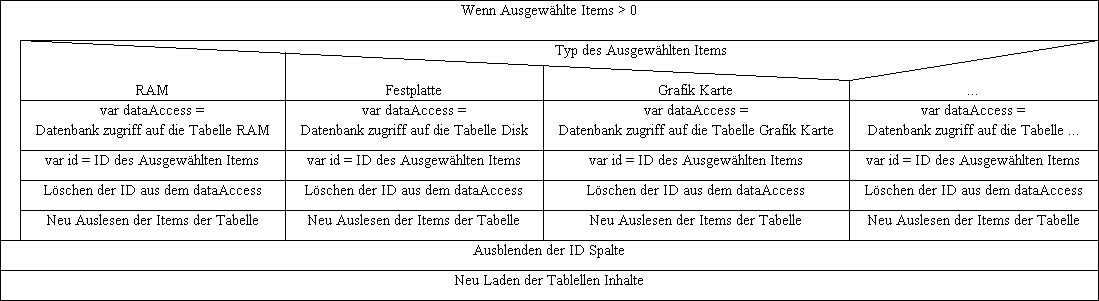 Wenn Ausgewählte Items > 0
Typ des Ausgewählten Items
RAM
Festplatte
Grafik Karte
...
var dataAccess =
Datenbank zugriff auf die Tabelle RAM
var dataAccess =
Datenbank zugriff auf die Tabelle Disk
var dataAccess =
Datenbank zugriff auf die Tabelle Grafik Karte
var dataAccess =
Datenbank zugriff auf die Tabelle ...
var id = ID des Ausgewählten Items
var id = ID des Ausgewählten Items
var id = ID des Ausgewählten Items
var id = ID des Ausgewählten Items
Löschen der ID aus dem dataAccess
Löschen der ID aus dem dataAccess
Löschen der ID aus dem dataAccess
Löschen der ID aus dem dataAccess
Neu Auslesen der Items der Tabelle
Neu Auslesen der Items der Tabelle
Neu Auslesen der Items der Tabelle
Neu Auslesen der Items der Tabelle
Ausblenden der ID Spalte
Neu Laden der Tablellen Inhalte